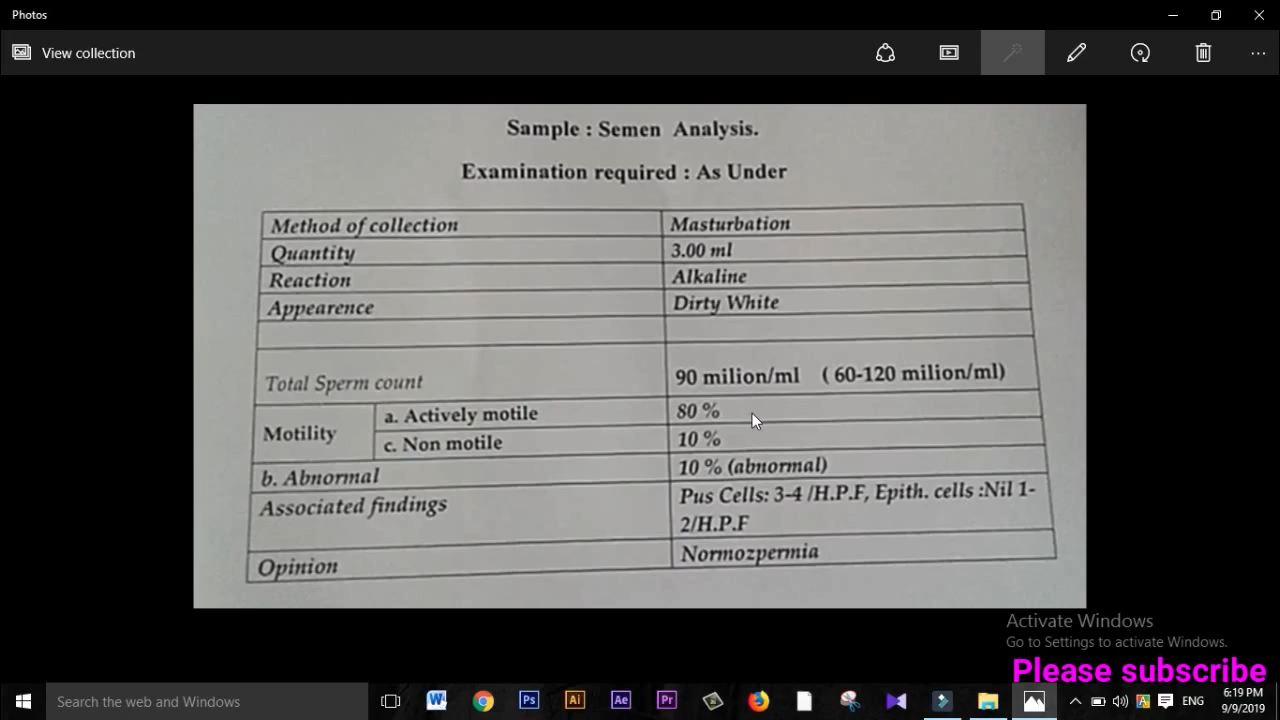 Photos
View collection
Sample : Semen Analysis.
Examination required : As Under
Method of collection Masturbation
Quantity 3.00 ml
Reaction Alkaline
Appearence Dirty White
Total Sperm count 90 milion/ml ( 60-120 milion/ml)
Motility a. Actively motile 80 %
c. Non motile 10 %
b. Abnormal 10 % (abnormal)
Associated findings Pus Cells: 3-4 /H.P.F, Epith. cells :Nil 1-
2/H.P.F
Opinion Normozpermia
Activate Windows
Go to Settings to activate Windows.
Please subscribe
Search the web and Windows
W Ps Ai Ae Pr
ENG
6:19 PM
9/9/2019